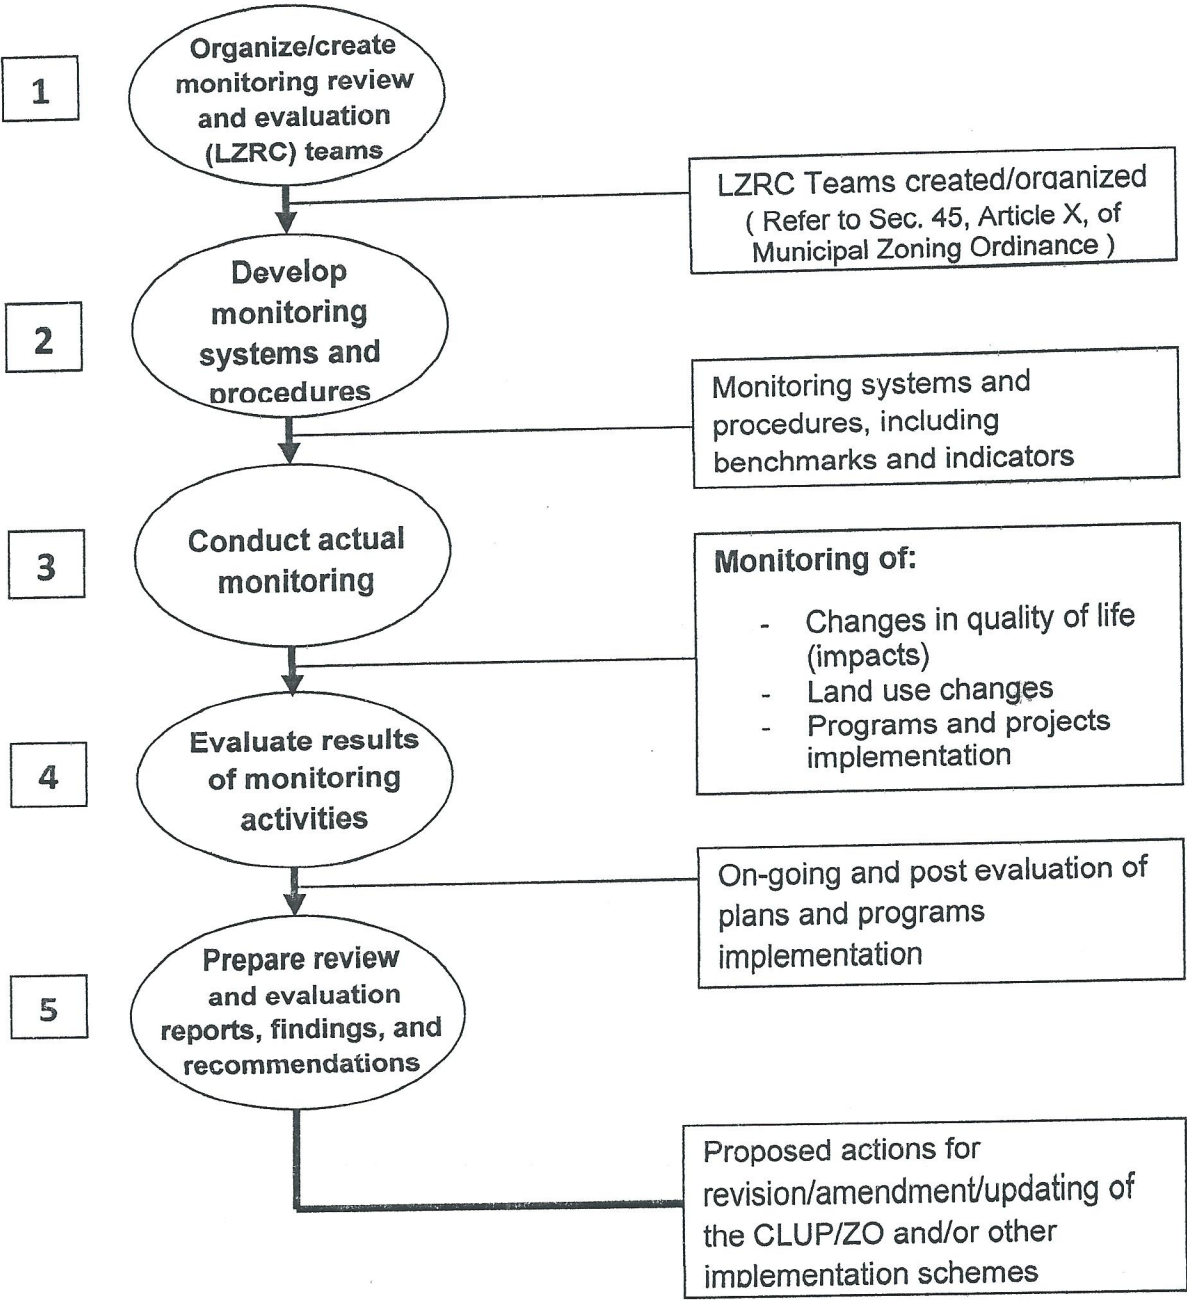 1
Organize/create
monitoring review
and evaluation
(LZRC) teams
LZRC Teams created/organized
( Refer to Sec. 45, Article X, of
Municipal Zoning Ordinance )
2
Develop
monitoring
systems and
procedures
Monitoring systems and
procedures, including
benchmarks and indicators
3
Conduct actual
monitoring
Monitoring of:
- Changes in quality of life
(impacts)
- Land use changes
- Programs and projects
implementation
4
Evaluate results
of monitoring
activities
On-going and post evaluation of
plans and programs
implementation
5
Prepare review
and evaluation
reports, findings, and
recommendations
Proposed actions for
revision/amendment/updating of
the CLUP/ZO and/or other
implementation schemes